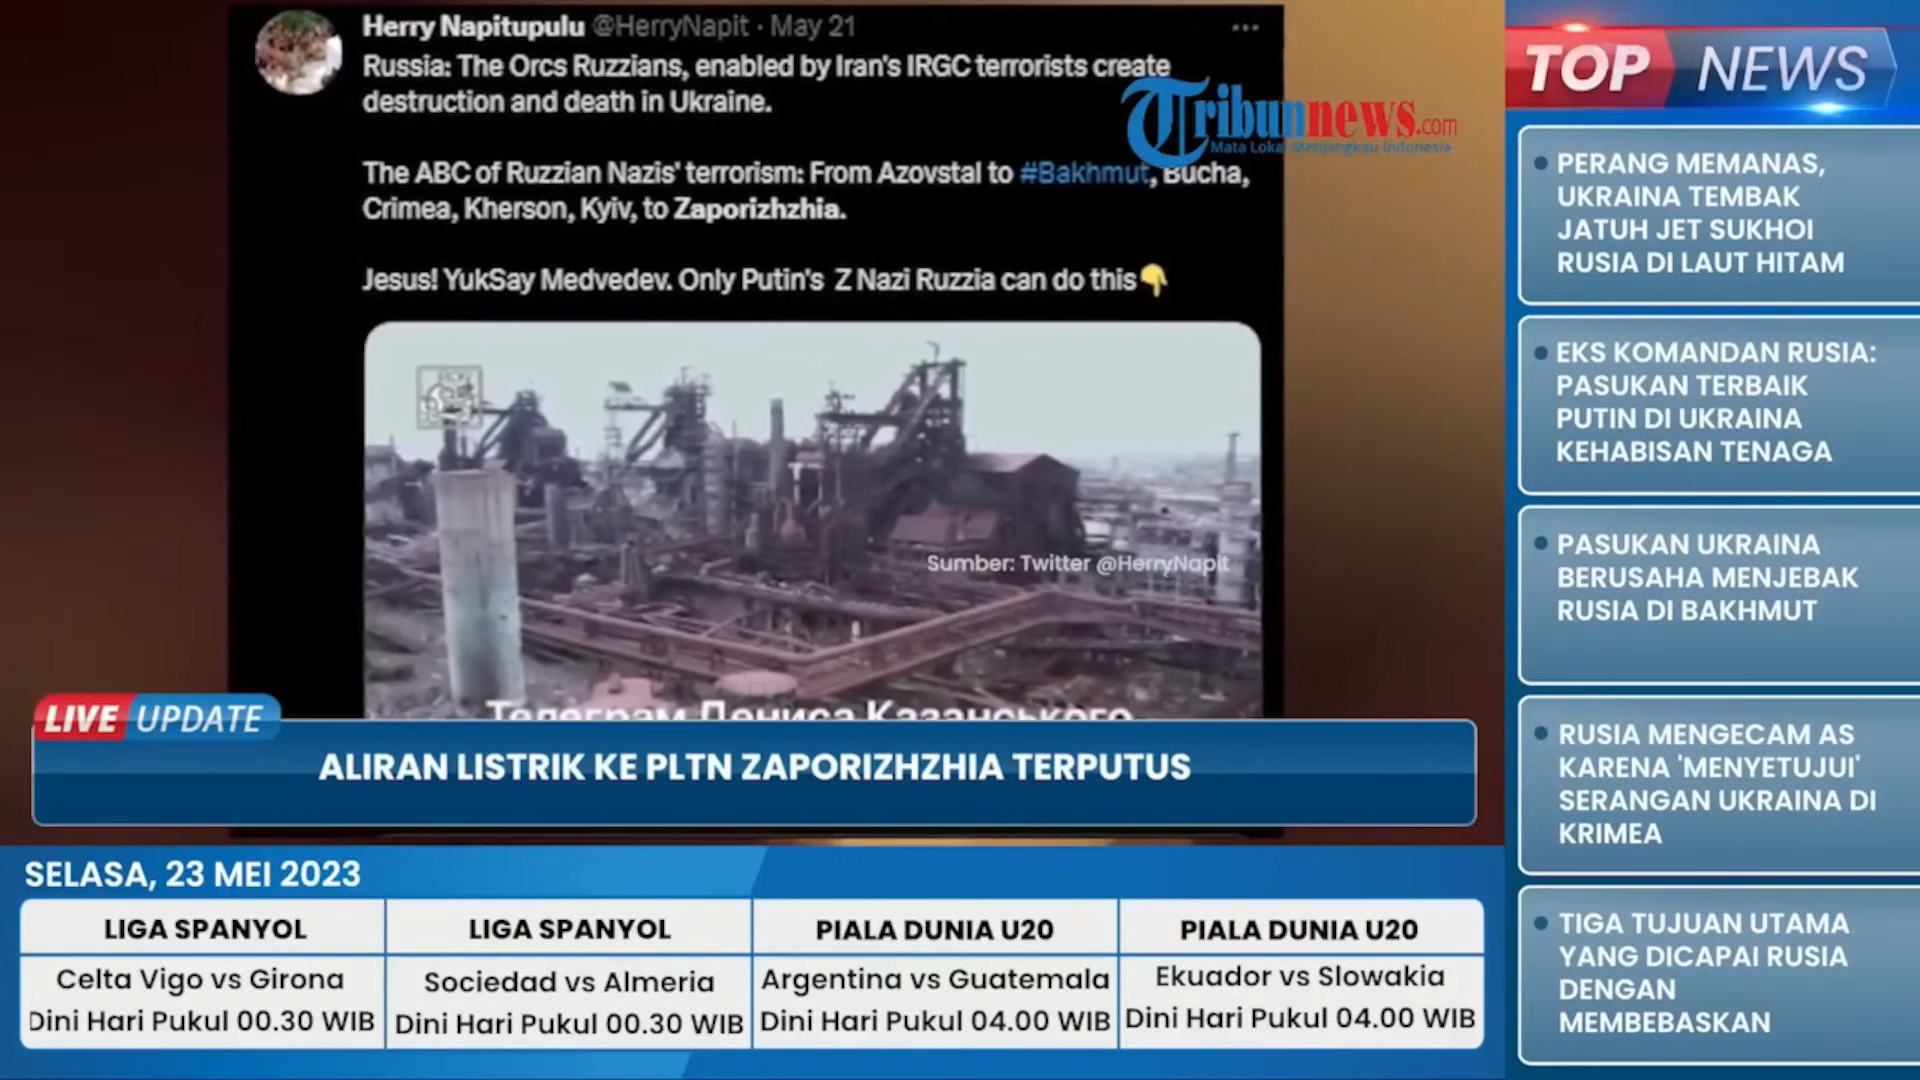 Herry Napitupulu @HerryNapit · May 21
Russia: The Orcs Ruzzians, enabled by Iran's IRGC terrorists create
destruction and death in Ukraine.
The ABC of Ruzzian Nazis' terrorism: From Azovstal to #Bakhmut, Bucha,
Crimea, Kherson, Kyiv, to Zaporizhzhia.
Jesus! YukSay Medvedev. Only Putin's Z Nazi Ruzzia can do this👇
Tribunnews.com
Mata Lokal Menjangkau Indonesia
Sumber: Twitter @HerryNapit
Телеграм Дениса Казанського
LIVE UPDATE
ALIRAN LISTRIK KE PLTN ZAPORIZHZHIA TERPUTUS
SELASA, 23 MEI 2023
LIGA SPANYOL
Celta Vigo vs Girona
Dini Hari Pukul 00.30 WIB
LIGA SPANYOL
Sociedad vs Almeria
Dini Hari Pukul 00.30 WIB
PIALA DUNIA U20
Argentina vs Guatemala
Dini Hari Pukul 04.00 WIB
PIALA DUNIA U20
Ekuador vs Slowakia
Dini Hari Pukul 04.00 WIB
TOP NEWS
• PERANG MEMANAS,
UKRAINA TEMBAK
JATUH JET SUKHOI
RUSIA DI LAUT HITAM
• EKS KOMANDAN RUSIA:
PASUKAN TERBAIK
PUTIN DI UKRAINA
KEHABISAN TENAGA
• PASUKAN UKRAINA
BERUSAHA MENJEBAK
RUSIA DI BAKHMUT
• RUSIA MENGECAM AS
KARENA 'MENYETUJUI'
SERANGAN UKRAINA DI
KRIMEA
• TIGA TUJUAN UTAMA
YANG DICAPAI RUSIA
DENGAN
MEMBEBASKAN